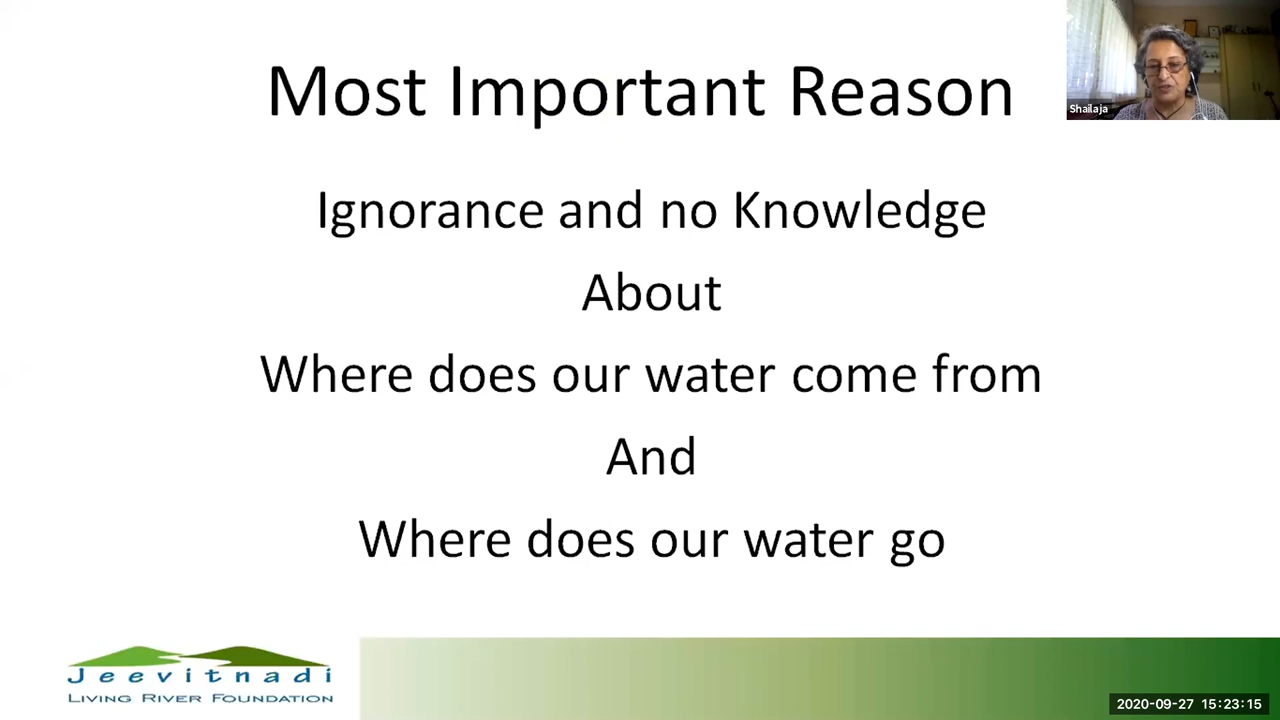 Most Important Reason
Shailaja
Ignorance and no Knowledge
About
Where does our water come from
And
Where does our water go
Jeevitnadi
LIVING RIVER FOUNDATION
2020-09-27 15:23:15